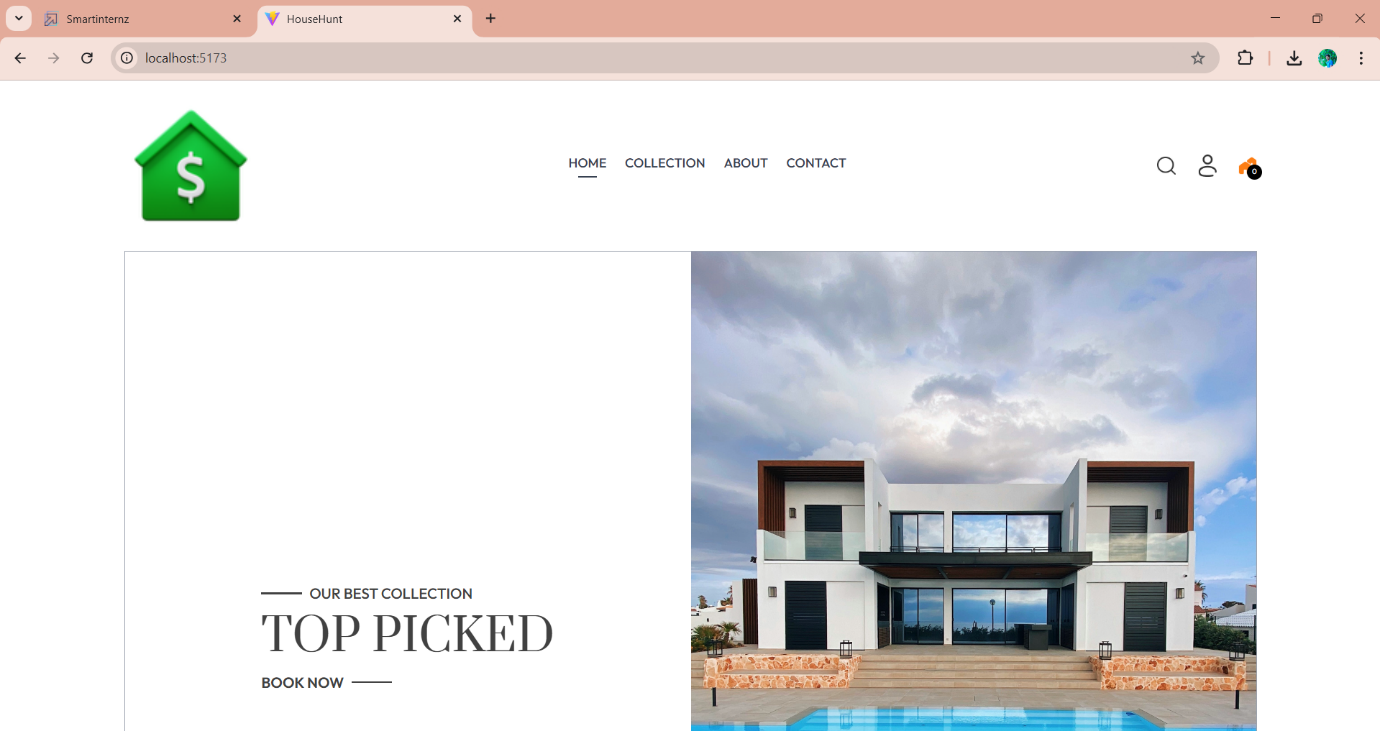 Smartinternz
HouseHunt
localhost:5173
$
HOME COLLECTION ABOUT CONTACT
0
OUR BEST COLLECTION
TOP PICKED
BOOK NOW